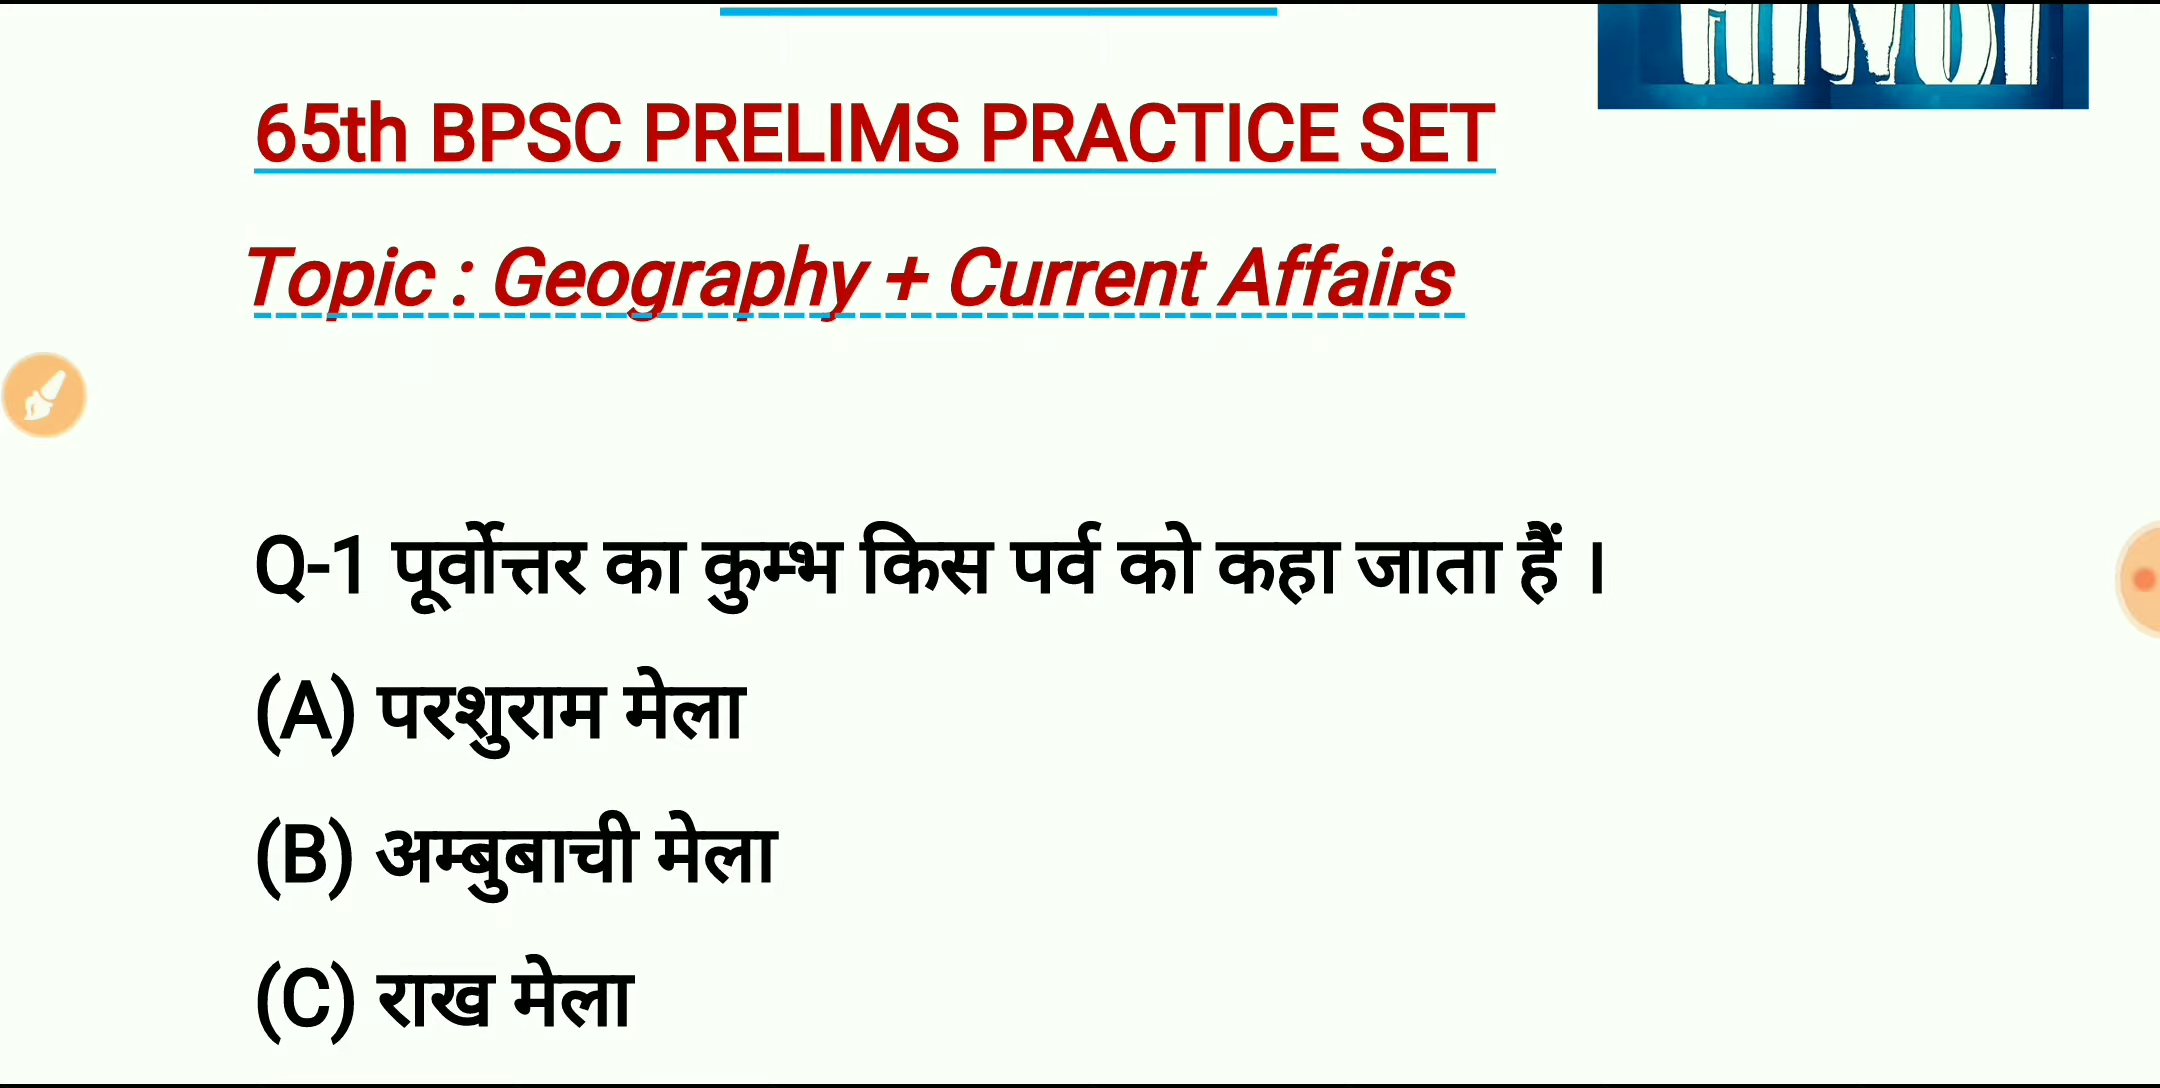 65th BPSC PRELIMS PRACTICE SET
Topic : Geography + Current Affairs
Q-1 पूर्वोत्तर का कुम्भ किस पर्व को कहा जाता हैं ।
(A) परशुराम मेला
(B) अम्बुबाची मेला
(C) राख मेला